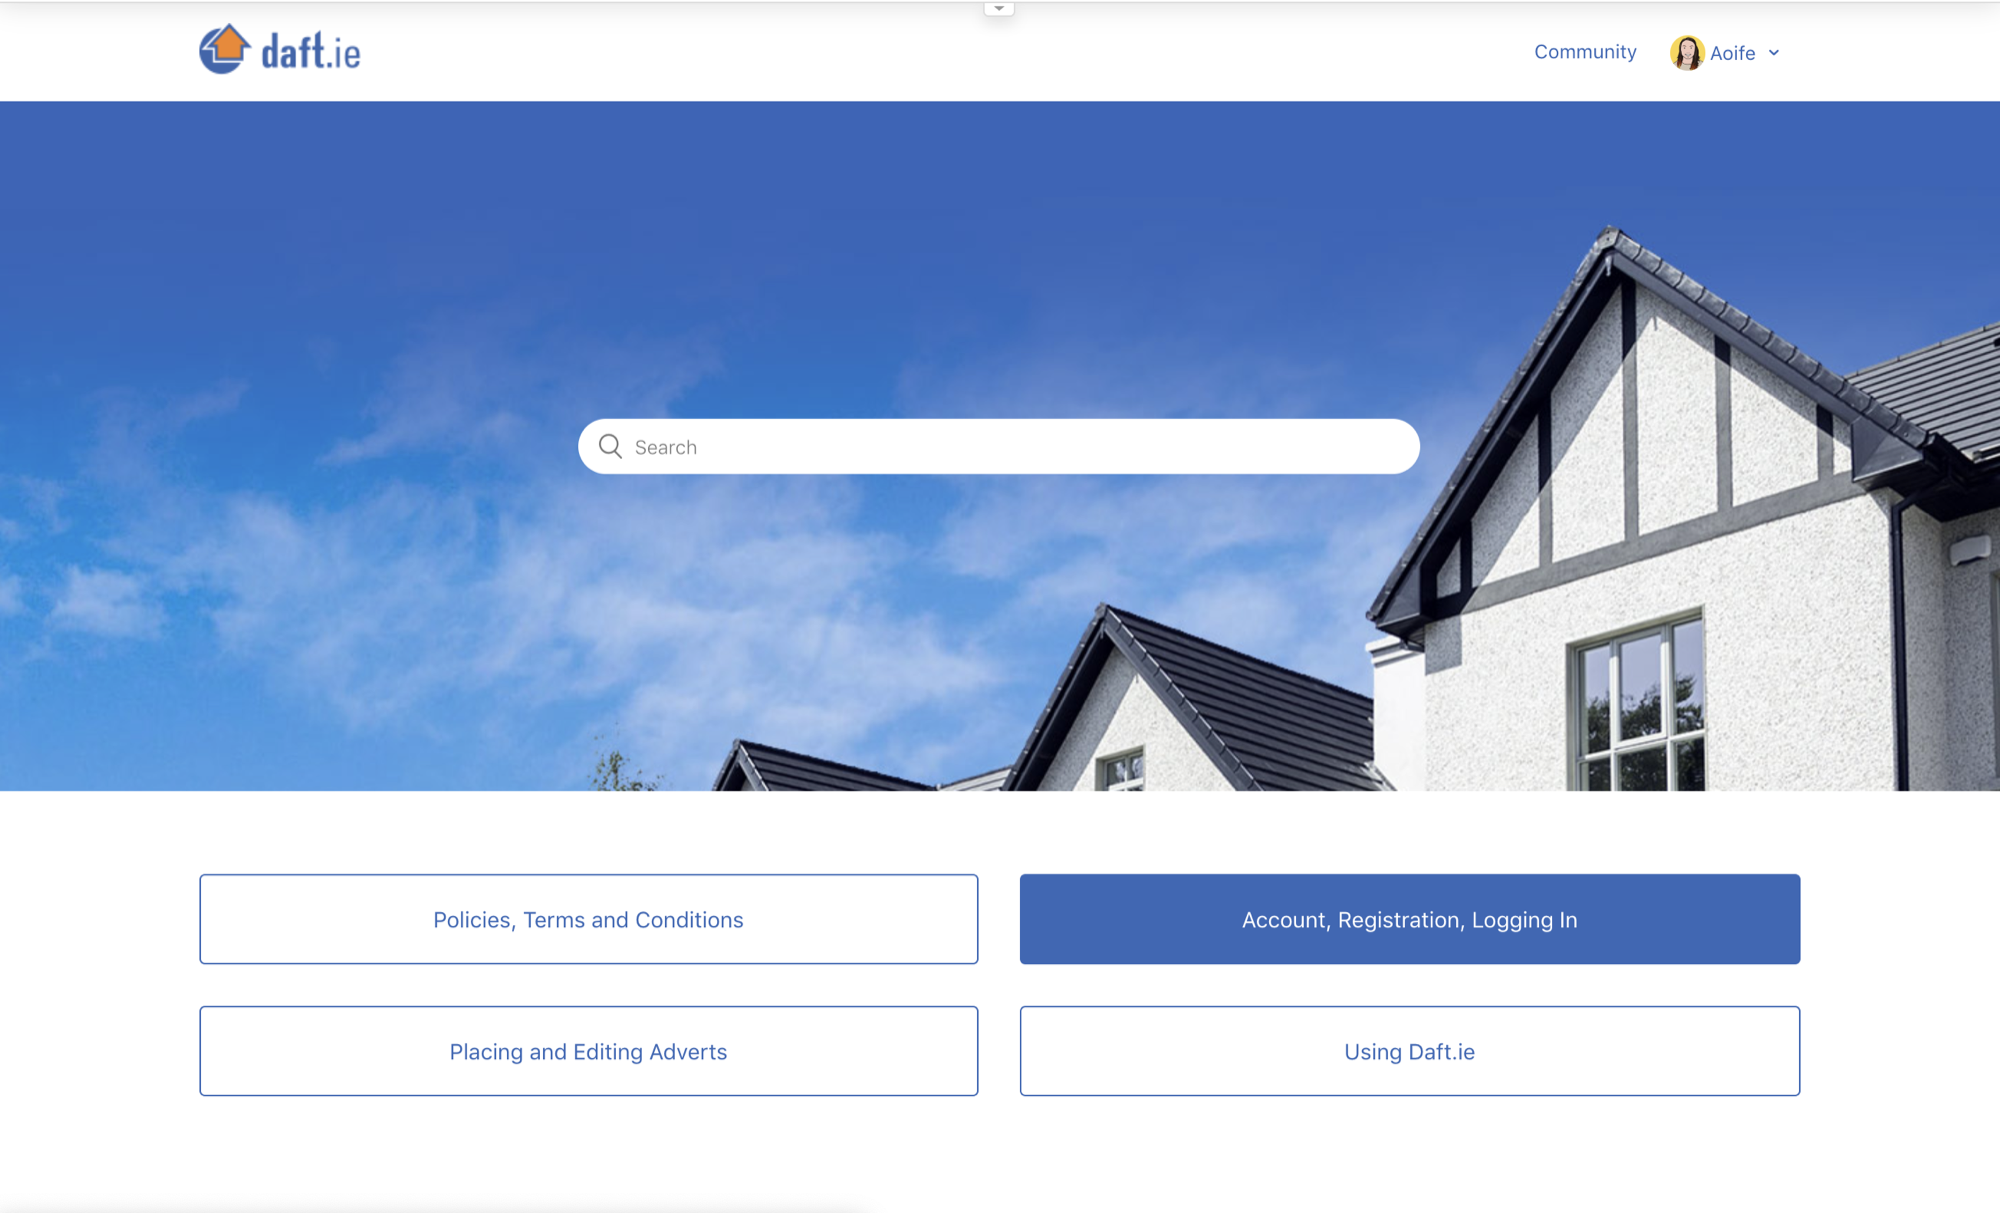 daft.ie
Community
Aoife
Search
Policies, Terms and Conditions
Account, Registration, Logging In
Placing and Editing Adverts
Using Daft.ie